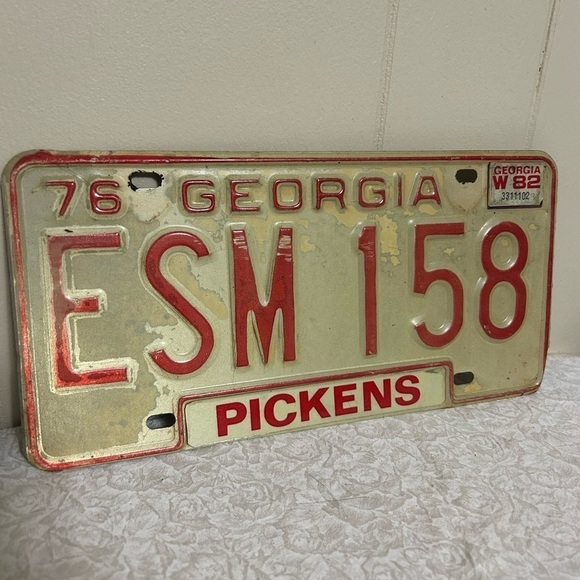 76 GEORGIA
GEORGIA
W 82
3311102
ESM 158
PICKENS